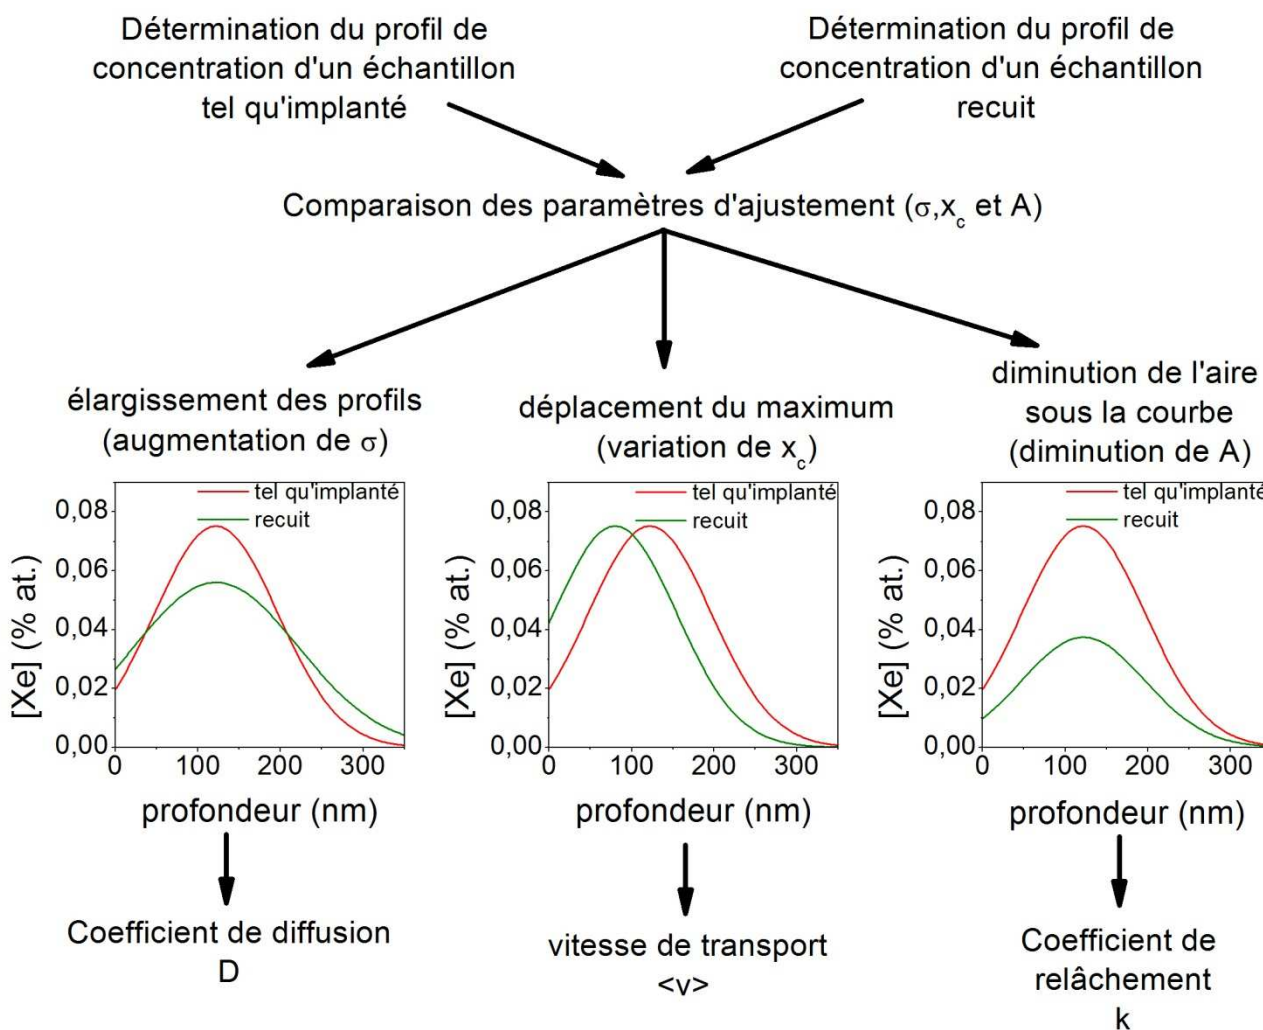 Détermination du profil de
concentration d'un échantillon
tel qu'implanté
Détermination du profil de
concentration d'un échantillon
recuit
Comparaison des paramètres d'ajustement (σ,x_c et A)
élargissement des profils
(augmentation de σ)
déplacement du maximum
(variation de x_c)
diminution de l'aire
sous la courbe
(diminution de A)
tel qu'implanté
recuit
0,08
0,06
0,04
0,02
0,00
[Xe] (% at.)
0 100 200 300
profondeur (nm)
tel qu'implanté
recuit
0,08
0,06
0,04
0,02
0,00
[Xe] (% at.)
0 100 200 300
profondeur (nm)
tel qu'implanté
recuit
0,08
0,06
0,04
0,02
0,00
[Xe] (% at.)
0 100 200 300
profondeur (nm)
Coefficient de diffusion
D
vitesse de transport
<v>
Coefficient de
relâchement
k